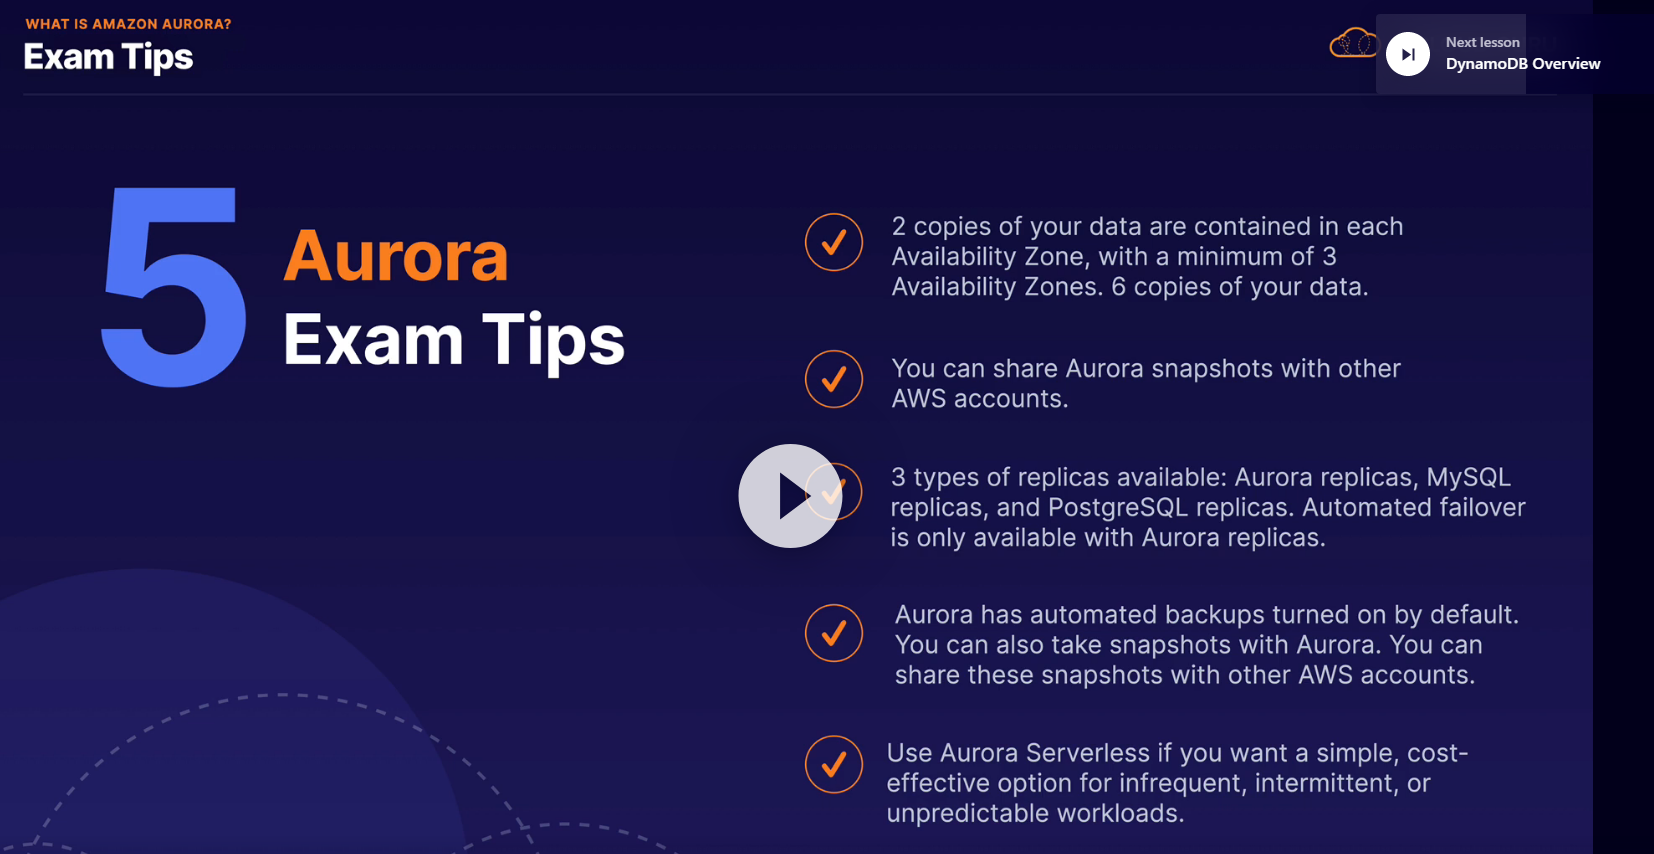 WHAT IS AMAZON AURORA?
Exam Tips
Next lesson
DynamoDB Overview
5
Aurora
Exam Tips
2 copies of your data are contained in each
Availability Zone, with a minimum of 3
Availability Zones. 6 copies of your data.
You can share Aurora snapshots with other
AWS accounts.
3 types of replicas available: Aurora replicas, MySQL
replicas, and PostgreSQL replicas. Automated failover
is only available with Aurora replicas.
Aurora has automated backups turned on by default.
You can also take snapshots with Aurora. You can
share these snapshots with other AWS accounts.
Use Aurora Serverless if you want a simple, cost-
effective option for infrequent, intermittent, or
unpredictable workloads.